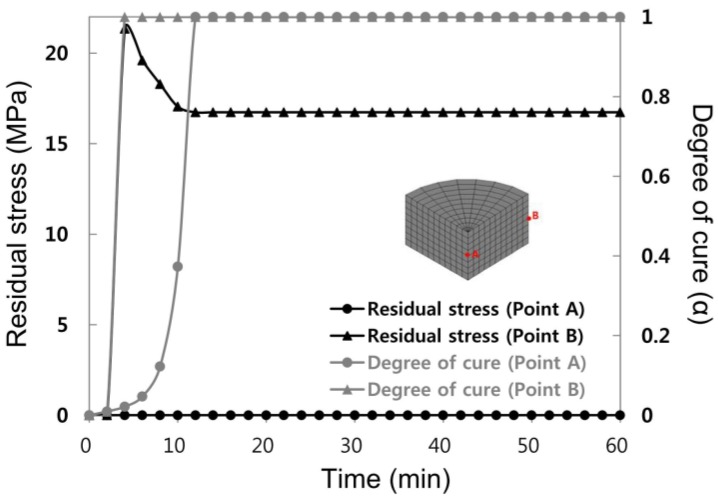 20
15
10
5
0
Residual stress (MPa)
1
0.8
0.6
0.4
0.2
0
Degree of cure (α)
B
A
Residual stress (Point A)
Residual stress (Point B)
Degree of cure (Point A)
Degree of cure (Point B)
0 10 20 30 40 50 60
Time (min)